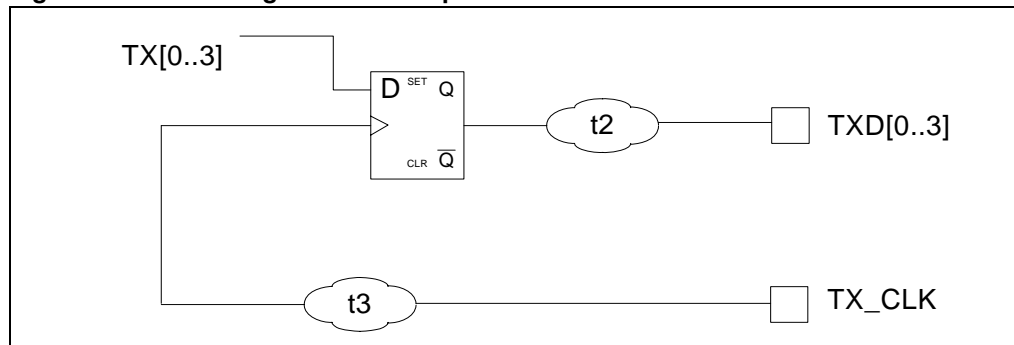 TX[0..3]
D SET Q
CLR Q̅
t2
TXD[0..3]
t3
TX_CLK